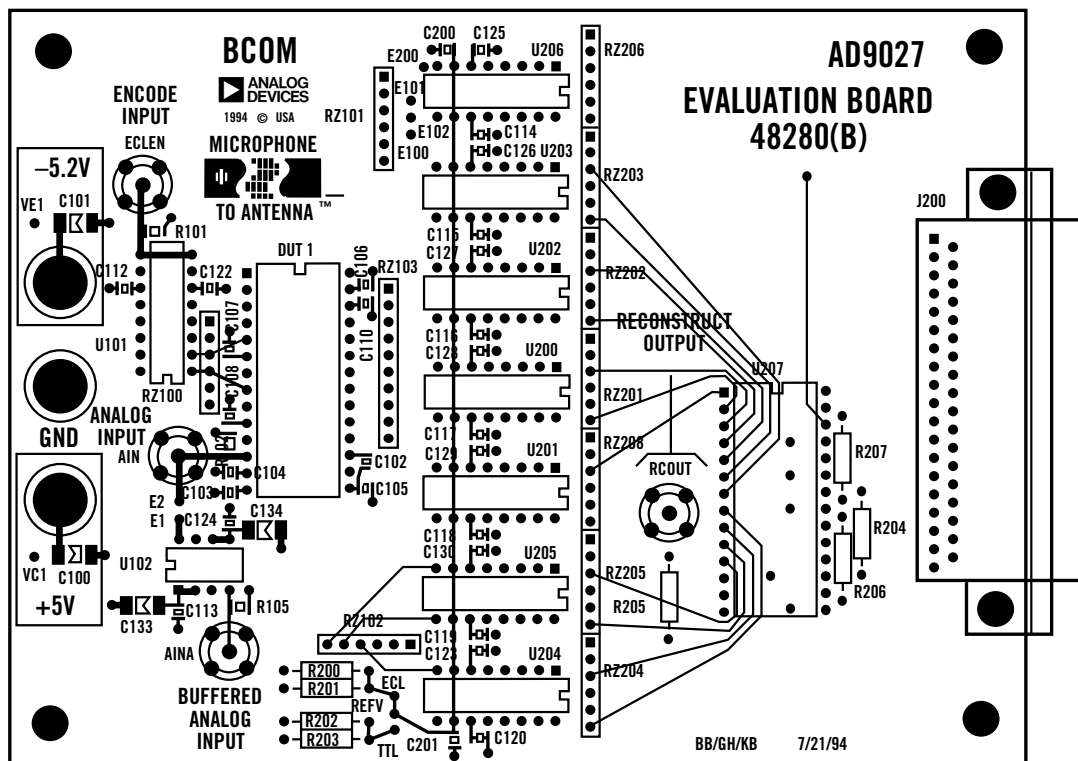 BCOM
ANALOG
DEVICES
1994 © USA
MICROPHONE
TO ANTENNA ™
ENCODE
INPUT
ECLEN
–5.2V
VE1
C101
R101
C112
C122
U101
RZ100
C107
C108
DUT 1
C106
RZ103
C110
GND
ANALOG
INPUT
AIN
E2
E1
C103
C104
C102
C105
C124
C134
VC1
C100
+5V
U102
C133
C113
R105
AINA
BUFFERED
ANALOG
INPUT
RZ102
R200
R201
R202
R203
ECL
REFV
TTL
C201
C200
C125
E200
E101
RZ101
E102
E100
U206
C114
C126
U203
C115
C127
U202
C116
C128
U200
C117
C129
U201
C118
C130
U205
C119
C123
U204
C120
RZ206
RZ203
RZ202
RZ201
RZ208
RZ205
RZ204
AD9027
EVALUATION BOARD
48280(B)
RECONSTRUCT
OUTPUT
U207
RCOUT
R205
R207
R204
R206
J200
BB/GH/KB
7/21/94